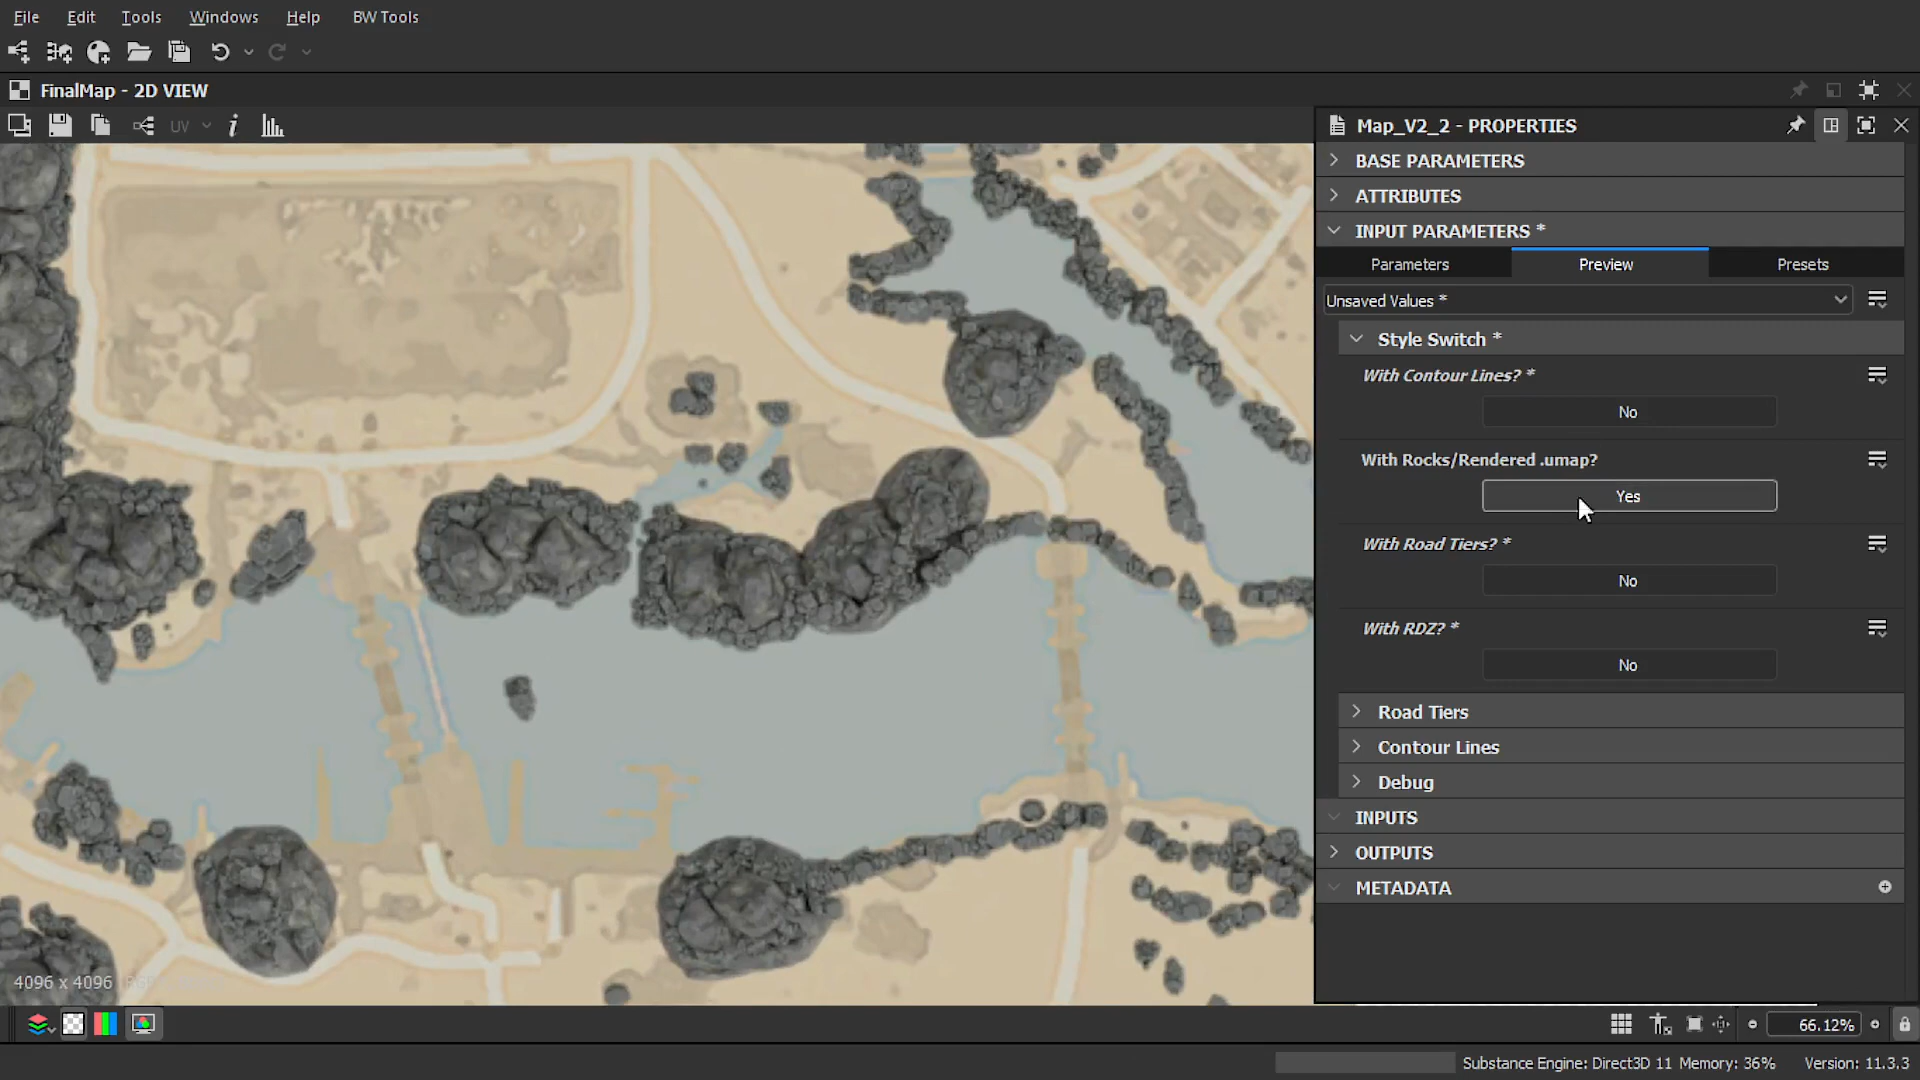 File Edit Tools Windows Help BW Tools
FinalMap - 2D VIEW
UV
Map_V2_2 - PROPERTIES
BASE PARAMETERS
ATTRIBUTES
INPUT PARAMETERS *
Parameters Preview Presets
Unsaved Values *
Style Switch *
With Contour Lines? *
No
With Rocks/Rendered .umap?
Yes
With Road Tiers? *
No
With RDZ? *
No
Road Tiers
Contour Lines
Debug
INPUTS
OUTPUTS
METADATA
4096 x 4096
66.12%
Substance Engine: Direct3D 11 Memory: 36% Version: 11.3.3